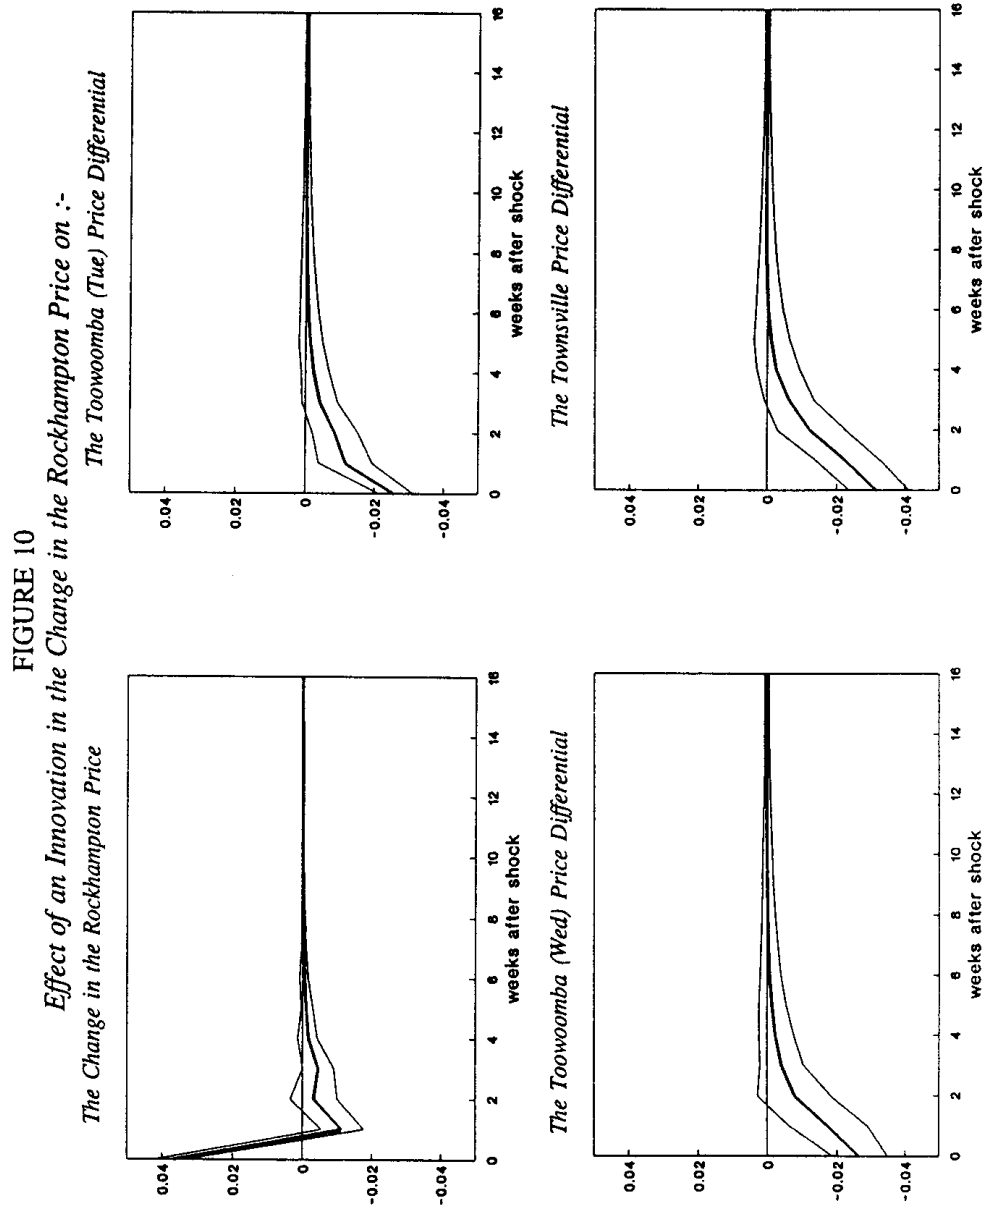 FIGURE 10
Effect of an Innovation in the Change in the Rockhampton Price on :-
The Change in the Rockhampton Price
0.04
0.02
0
-0.02
-0.04
0 2 4 6 8 10 12 14 16
weeks after shock
The Toowoomba (Tue) Price Differential
0.04
0.02
0
-0.02
-0.04
0 2 4 6 8 10 12 14 16
weeks after shock
The Toowoomba (Wed) Price Differential
0.04
0.02
0
-0.02
-0.04
0 2 4 6 8 10 12 14 16
weeks after shock
The Townsville Price Differential
0.04
0.02
0
-0.02
-0.04
0 2 4 6 8 10 12 14 16
weeks after shock